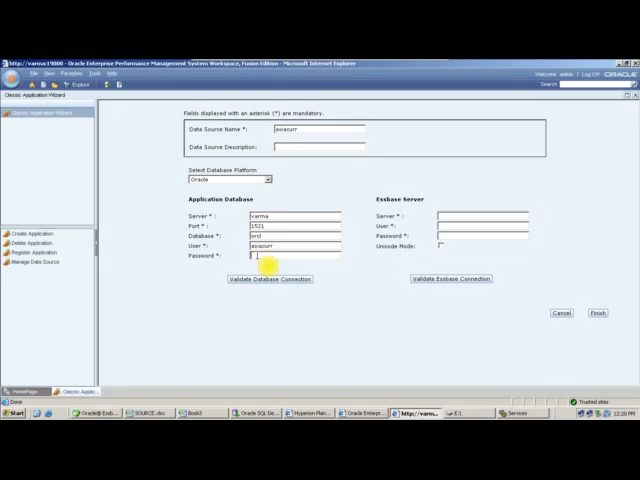 http://varma:19000 - Oracle Enterprise Performance Management System Workspace, Fusion Edition - Microsoft Internet Explorer
File View Favorites Tools Help
Welcome admin | Log Off ORACLE
Explore
Search
Classic Application Wizard
Classic Application Wizard
Create Application
Delete Application
Register Application
Manage Data Source
Fields displayed with an asterisk (*) are mandatory.
Data Source Name *: asiacurr
Data Source Description:
Select Database Platform
Oracle
Application Database
Server * : varma
Port * : 1521
Database *: orcl
User *: asiacurr
Password *:
Validate Database Connection
Essbase Server
Server * :
User *:
Password *:
Unicode Mode:
Validate Essbase Connection
Cancel Finish
HomePage Classic Applic...
Done Trusted sites
Start Oracle@ Essb... SOURCE.xlsx Book3 Oracle SQL De... Hyperion Plan... Oracle Enterpr... http://varm... E:\ Services 12:20 PM